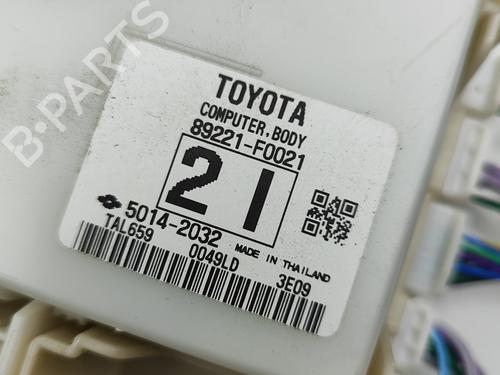 TOYOTA
COMPUTER, BODY
89221-F0021
21
5014-2032 MADE IN THAILAND
TAL659 0049LD 3E09
B-PARTS